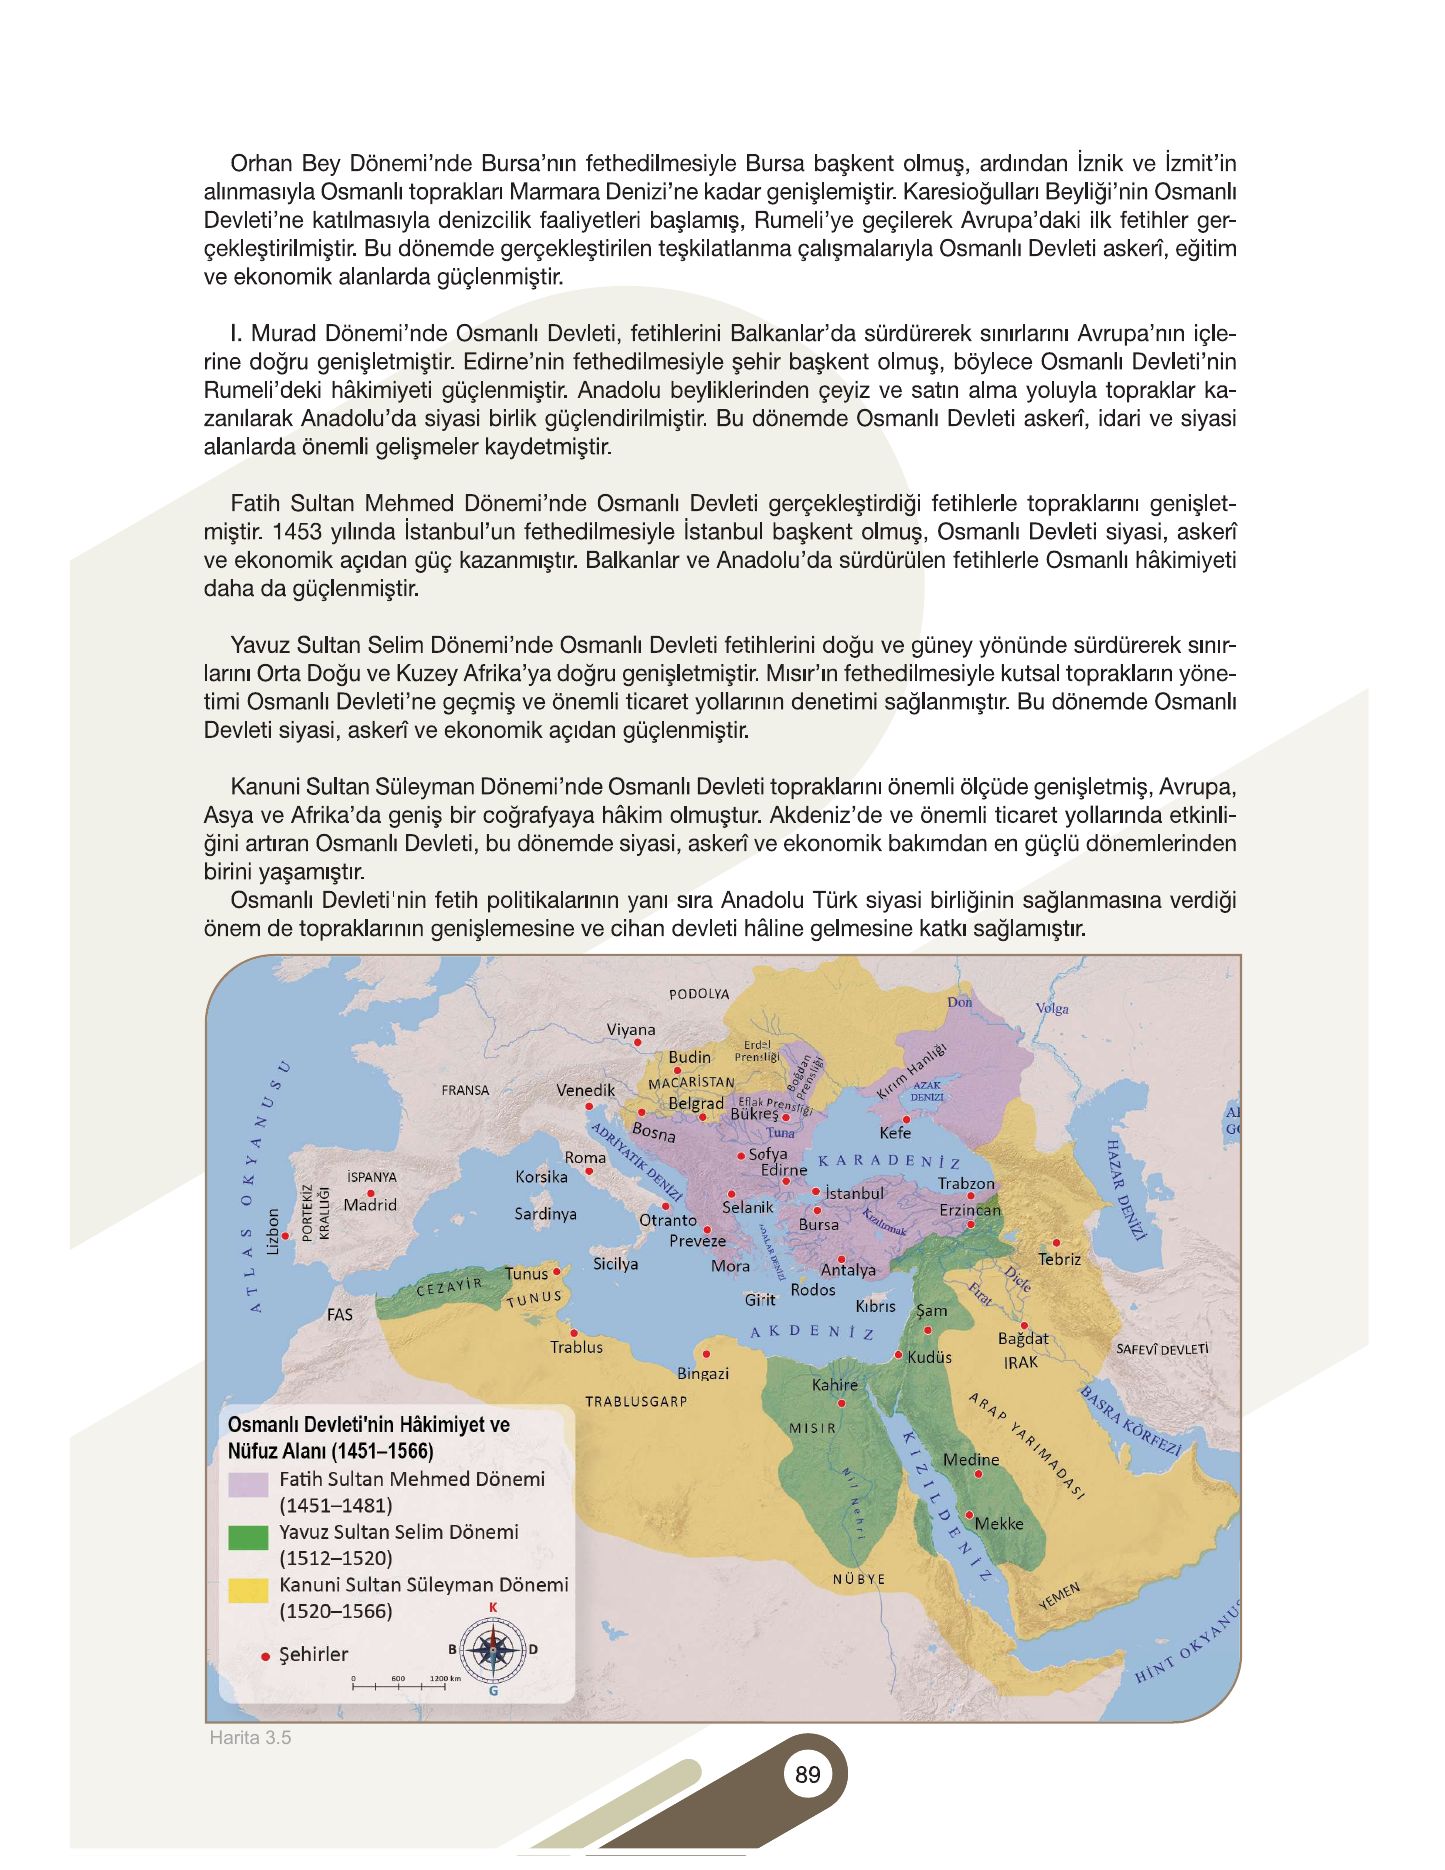 Orhan Bey Dönemi’nde Bursa’nın fethedilmesiyle Bursa başkent olmuş, ardından İznik ve İzmit’in
alınmasıyla Osmanlı toprakları Marmara Denizi’ne kadar genişlemiştir. Karesioğulları Beyliği’nin Osmanlı
Devleti’ne katılmasıyla denizcilik faaliyetleri başlamış, Rumeli’ye geçilerek Avrupa’daki ilk fetihler ger-
çekleştirilmiştir. Bu dönemde gerçekleştirilen teşkilatlanma çalışmalarıyla Osmanlı Devleti askerî, eğitim
ve ekonomik alanlarda güçlenmiştir.
I. Murad Dönemi’nde Osmanlı Devleti, fetihlerini Balkanlar’da sürdürerek sınırlarını Avrupa’nın içle-
rine doğru genişletmiştir. Edirne’nin fethedilmesiyle şehir başkent olmuş, böylece Osmanlı Devleti’nin
Rumeli’deki hâkimiyeti güçlenmiştir. Anadolu beyliklerinden çeyiz ve satın alma yoluyla topraklar ka-
zanılarak Anadolu’da siyasi birlik güçlendirilmiştir. Bu dönemde Osmanlı Devleti askerî, idari ve siyasi
alanlarda önemli gelişmeler kaydetmiştir.
Fatih Sultan Mehmed Dönemi’nde Osmanlı Devleti gerçekleştirdiği fetihlerle topraklarını genişlet-
miştir. 1453 yılında İstanbul’un fethedilmesiyle İstanbul başkent olmuş, Osmanlı Devleti siyasi, askerî
ve ekonomik açıdan güç kazanmıştır. Balkanlar ve Anadolu’da sürdürülen fetihlerle Osmanlı hâkimiyeti
daha da güçlenmiştir.
Yavuz Sultan Selim Dönemi’nde Osmanlı Devleti fetihlerini doğu ve güney yönünde sürdürerek sınır-
larını Orta Doğu ve Kuzey Afrika’ya doğru genişletmiştir. Mısır’ın fethedilmesiyle kutsal toprakların yöne-
timi Osmanlı Devleti’ne geçmiş ve önemli ticaret yollarının denetimi sağlanmıştır. Bu dönemde Osmanlı
Devleti siyasi, askerî ve ekonomik açıdan güçlenmiştir.
Kanuni Sultan Süleyman Dönemi’nde Osmanlı Devleti topraklarını önemli ölçüde genişletmiş, Avrupa,
Asya ve Afrika’da geniş bir coğrafyaya hâkim olmuştur. Akdeniz’de ve önemli ticaret yollarında etkinli-
ğini artıran Osmanlı Devleti, bu dönemde siyasi, askerî ve ekonomik bakımdan en güçlü dönemlerinden
birini yaşamıştır.
Osmanlı Devleti'nin fetih politikalarının yanı sıra Anadolu Türk siyasi birliğinin sağlanmasına verdiği
önem de topraklarının genişlemesine ve cihan devleti hâline gelmesine katkı sağlamıştır.
PODOLYA
Don
Volga
Viyana
Budin
Erdel
Prensliği
Boğdan
Prensliği
Kırım Hanlığı
FRANSA
Venedik
MACARİSTAN
AZAK
DENİZİ
Belgrad
Eflak Prensliği
Bükreş
Bosna
Tuna
Kefe
ADRİYATİK DENİZİ
Roma
Sofya
Edirne
KARADENİZ
HAZAR DENİZİ
ATLAS OKYANUSU
İSPANYA
Korsika
Madrid
PORTEKİZ
KRALLIĞI
Lizbon
Sardinya
Otranto
Selanik
İstanbul
Trabzon
Erzincan
Bursa
Kızılırmak
Preveze
ADALAR DENİZİ
Tebriz
Sicilya
Mora
Antalya
Tunus
CEZAYİR
TUNUS
Girit
Rodos
Kıbrıs
Dicle
Fırat
FAS
Şam
AKDENİZ
Trablus
Bağdat
IRAK
SAFEVÎ DEVLETİ
Kudüs
Bingazi
Kahire
TRABLUSGARP
MISIR
ARAP YARIMADASI
BASRA KÖRFEZİ
KIZILDENİZ
Medine
Nil Nehri
Mekke
NÜBYE
YEMEN
HİNT OKYANUS
Osmanlı Devleti'nin Hâkimiyet ve
Nüfuz Alanı (1451–1566)
Fatih Sultan Mehmed Dönemi
(1451–1481)
Yavuz Sultan Selim Dönemi
(1512–1520)
Kanuni Sultan Süleyman Dönemi
(1520–1566)
Şehirler
K
B
D
G
0 600 1200 km
Harita 3.5
89